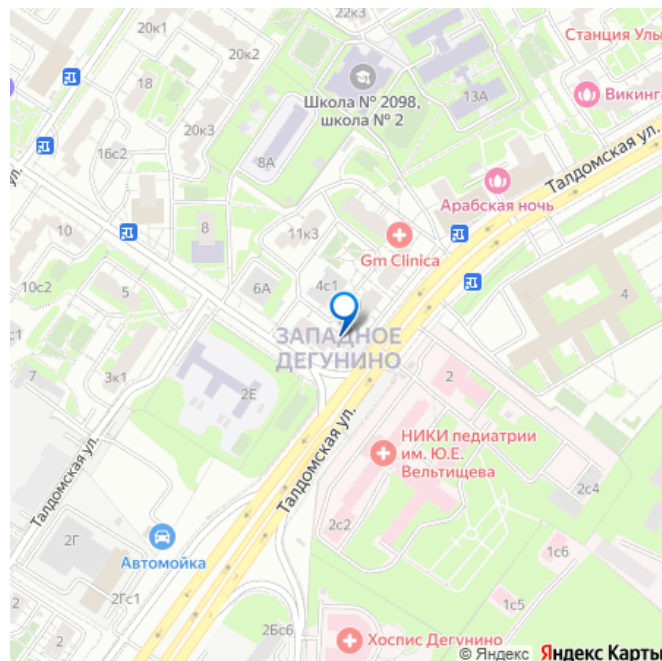 22к3
20к1
20к2
Станция Улы
18
Школа № 2098,
школа № 2
13А
Викинга
20к3
16с2
8А
Талдомская ул.
ул.
Арабская ночь
10
8
11к3
Gm Clinica
10с2
5
6А
4с1
4
ЗАПАДНОЕ
ДЕГУНИНО
с1
7
3к1
2Е
2
Талдомская ул.
НИКИ педиатрии
им. Ю.Е.
Вельтищева
Талдомская ул.
2с4
2с2
2Г
Автомойка
1с6
2Гс1
1с5
2
2
2Бс6
Хоспис Дегунино
© Яндекс Яндекс Карты